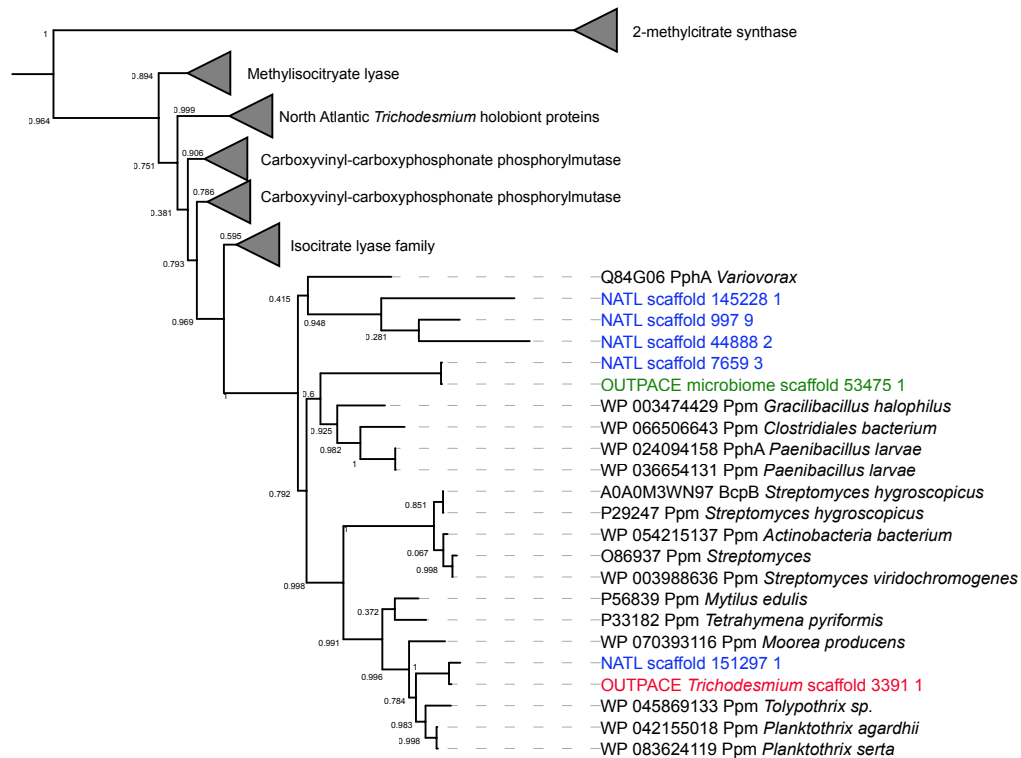 1
2-methylcitrate synthase
0.894
Methylisocitryate lyase
0.964
0.999
North Atlantic Trichodesmium holobiont proteins
0.751
0.906
Carboxyvinyl-carboxyphosphonate phosphorylmutase
0.381
0.786
Carboxyvinyl-carboxyphosphonate phosphorylmutase
0.793
0.595
Isocitrate lyase family
0.969
Q84G06 PphA Variovorax
0.415
NATL scaffold 145228 1
0.948
NATL scaffold 997 9
0.281
NATL scaffold 44888 2
NATL scaffold 7659 3
OUTPACE microbiome scaffold 53475 1
1
0.6
WP 003474429 Ppm Gracilibacillus halophilus
0.925
WP 066506643 Ppm Clostridiales bacterium
0.982
WP 024094158 PphA Paenibacillus larvae
1
WP 036654131 Ppm Paenibacillus larvae
0.792
A0A0M3WN97 BcpB Streptomyces hygroscopicus
0.851
P29247 Ppm Streptomyces hygroscopicus
1
WP 054215137 Ppm Actinobacteria bacterium
0.067
O86937 Ppm Streptomyces
0.998
WP 003988636 Ppm Streptomyces viridochromogenes
0.998
P56839 Ppm Mytilus edulis
0.372
P33182 Ppm Tetrahymena pyriformis
0.991
WP 070393116 Ppm Moorea producens
0.996
1
NATL scaffold 151297 1
OUTPACE Trichodesmium scaffold 3391 1
0.784
WP 045869133 Ppm Tolypothrix sp.
0.983
WP 042155018 Ppm Planktothrix agardhii
0.998
WP 083624119 Ppm Planktothrix serta